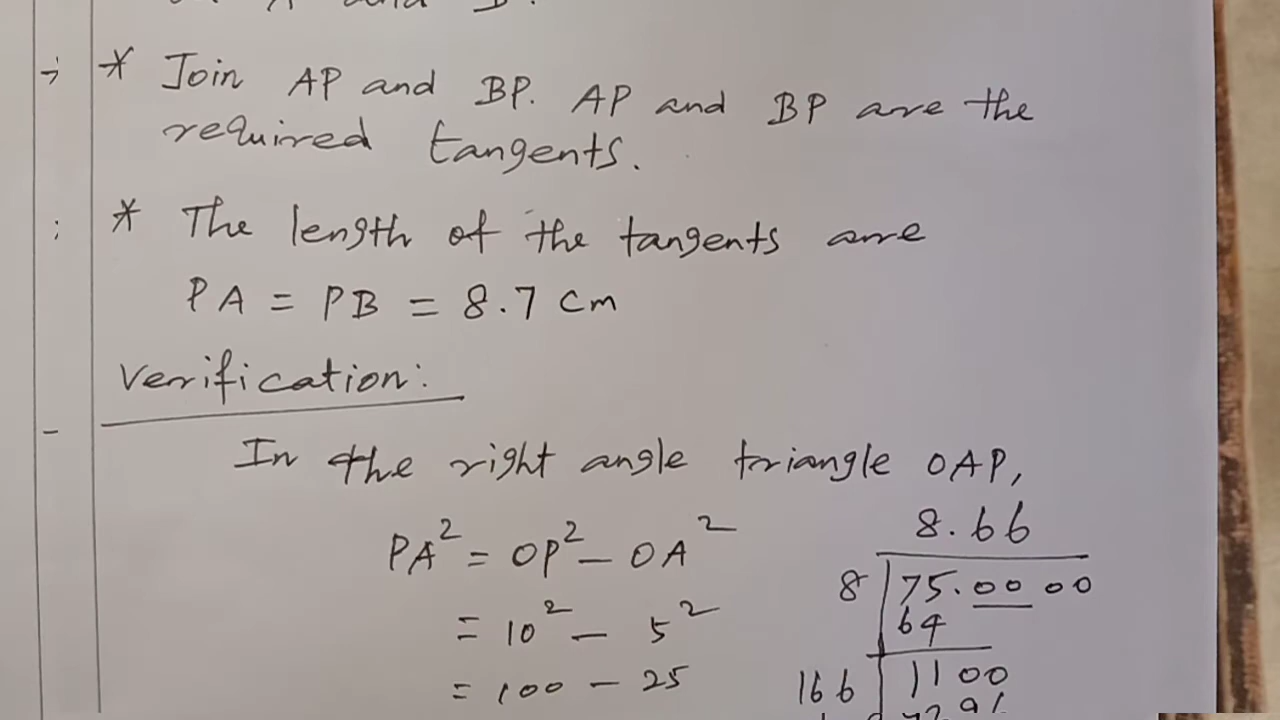 * Join AP and BP. AP and BP are the
required tangents.
* The length of the tangents are
PA = PB = 8.7 cm
Verification:
In the right angle triangle OAP,
PA² = OP² - OA²
= 10² - 5²
= 100 - 25
8.66
8 | 75.00 00
64
166 | 1100